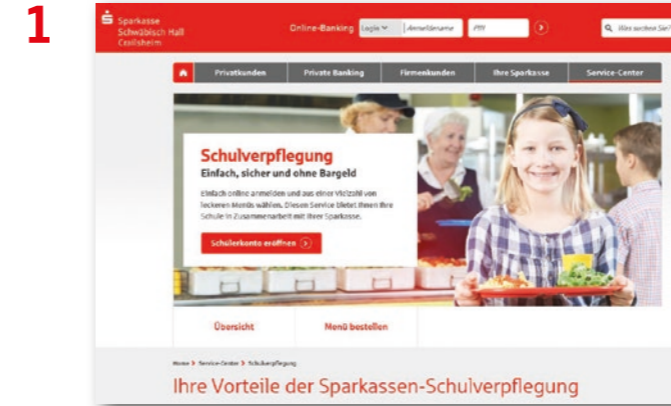 1
Sparkasse
Schwäbisch Hall
Crailsheim
Online-Banking Login Anmeldename PIN
Was suchen Sie?
Privatkunden Private Banking Firmenkunden Ihre Sparkasse Service-Center
Schulverpflegung
Einfach, sicher und ohne Bargeld
Einfach online anmelden und aus einer Vielzahl von
leckeren Menüs wählen. Diesen Service bietet Ihnen Ihre
Schule in Zusammenarbeit mit Ihrer Sparkasse.
Schülerkonto eröffnen
Übersicht Menü bestellen
Home > Service-Center > Schulverpflegung
Ihre Vorteile der Sparkassen-Schulverpflegung